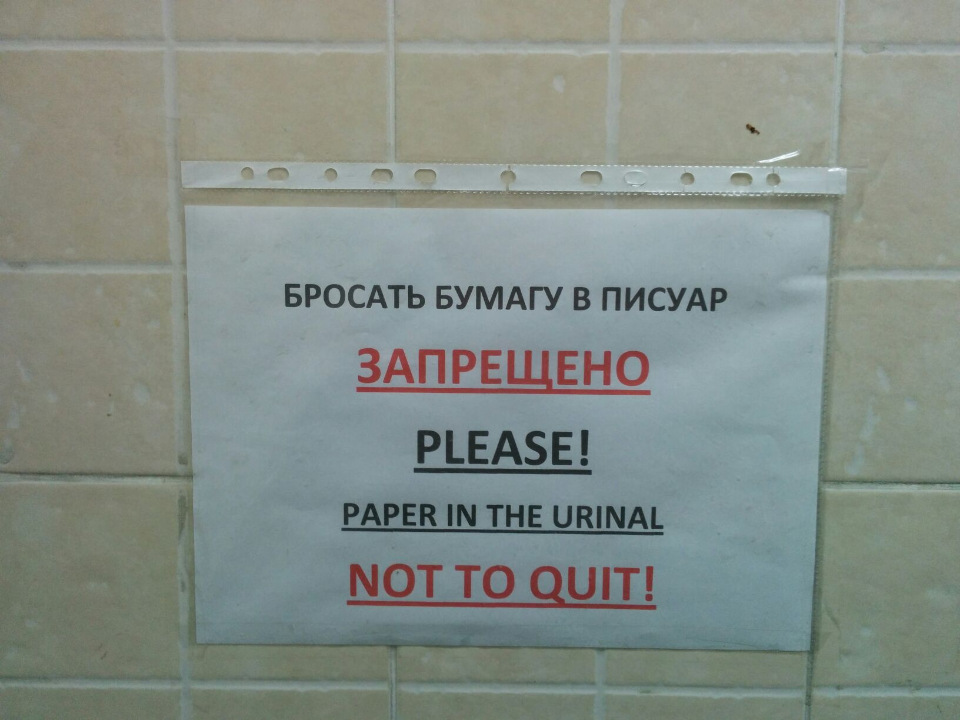 БРОСАТЬ БУМАГУ В ПИСУАР
ЗАПРЕЩЕНО
PLEASE!
PAPER IN THE URINAL
NOT TO QUIT!